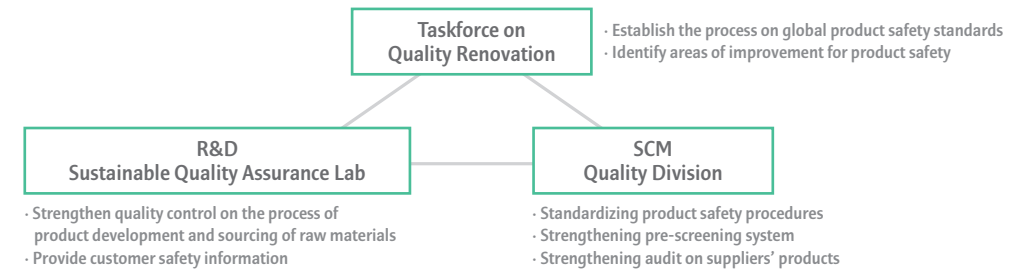 Taskforce on
Quality Renovation
· Establish the process on global product safety standards
· Identify areas of improvement for product safety
R&D
Sustainable Quality Assurance Lab
SCM
Quality Division
· Strengthen quality control on the process of
product development and sourcing of raw materials
· Provide customer safety information
· Standardizing product safety procedures
· Strengthening pre-screening system
· Strengthening audit on suppliers’ products